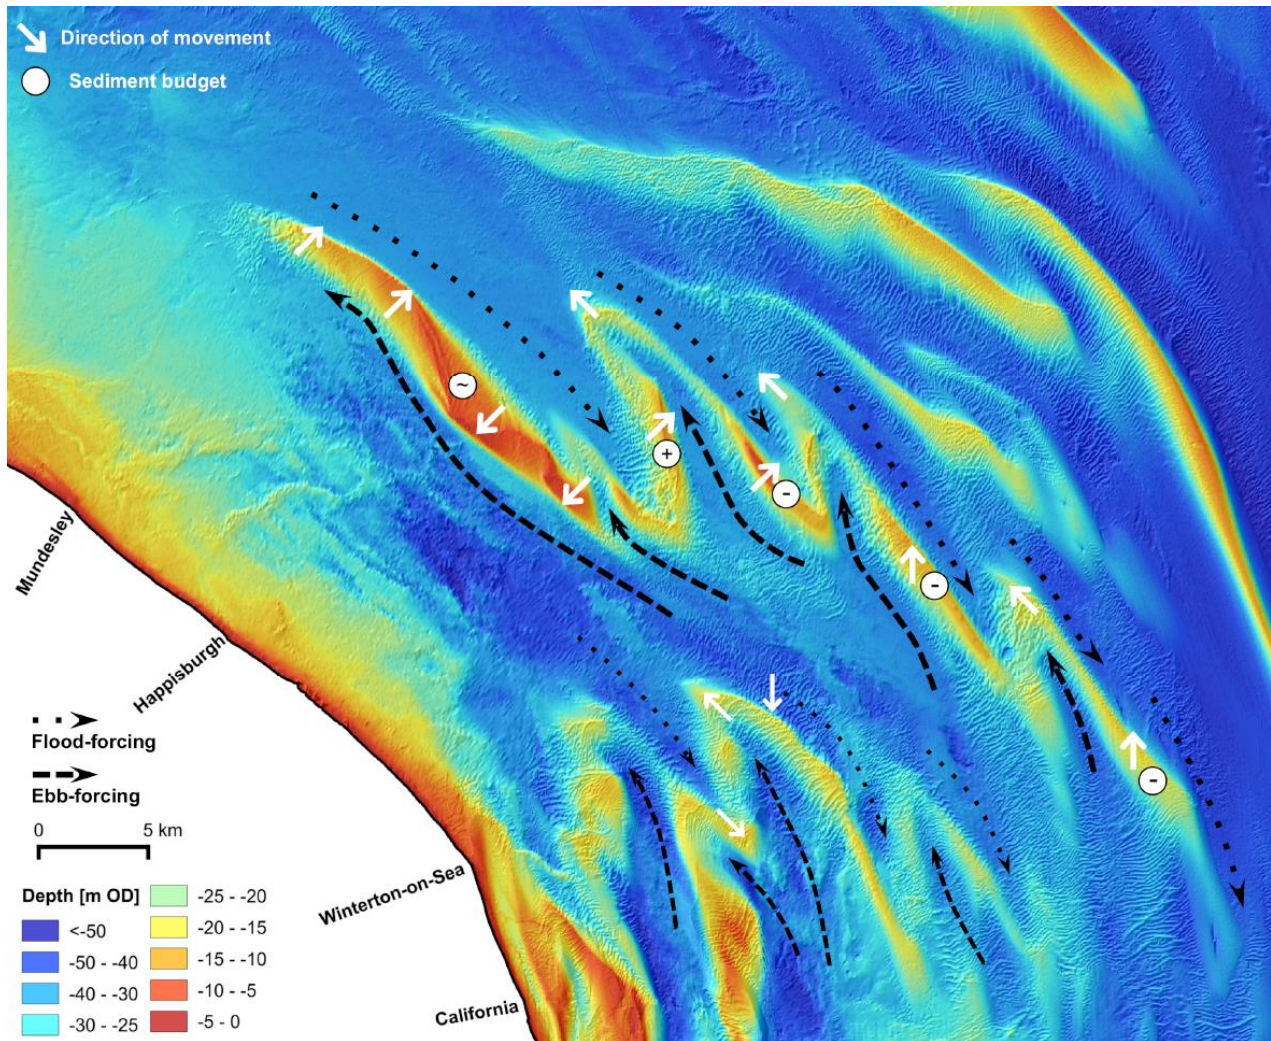 Direction of movement
Sediment budget
~
+
-
-
-
Mundesley
Happisburgh
Flood-forcing
Ebb-forcing
0 5 km
Winterton-on-Sea
Depth [m OD]
<-50
-50 - -40
-40 - -30
-30 - -25
-25 - -20
-20 - -15
-15 - -10
-10 - -5
-5 - 0
California